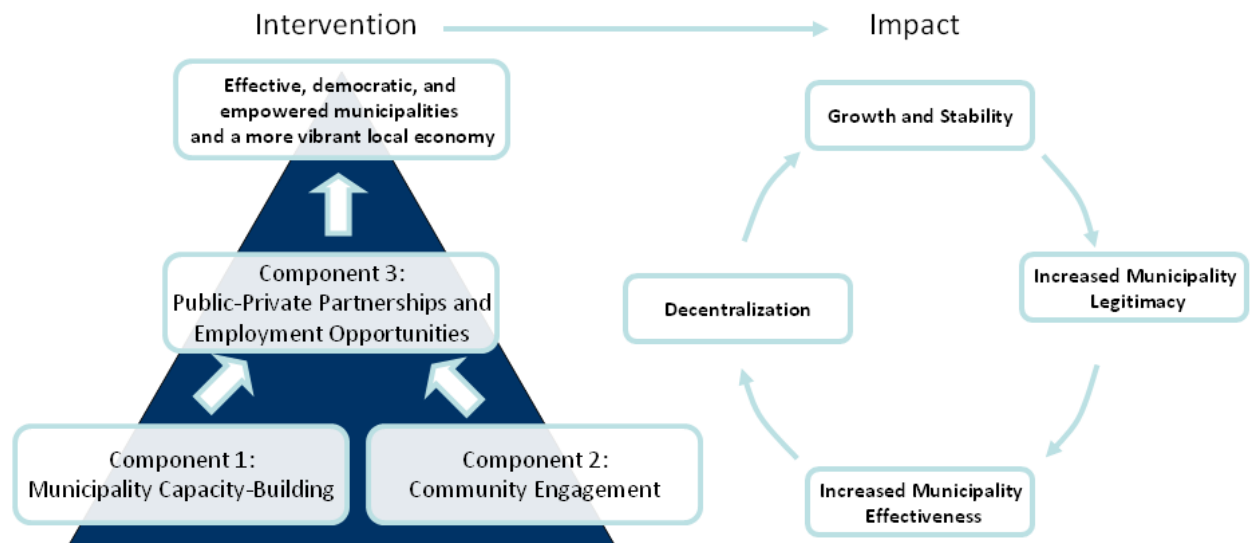 Intervention
Impact
Effective, democratic, and
empowered municipalities
and a more vibrant local economy
Growth and Stability
Component 3:
Public-Private Partnerships and
Employment Opportunities
Decentralization
Increased Municipality
Legitimacy
Component 1:
Municipality Capacity-Building
Component 2:
Community Engagement
Increased Municipality
Effectiveness